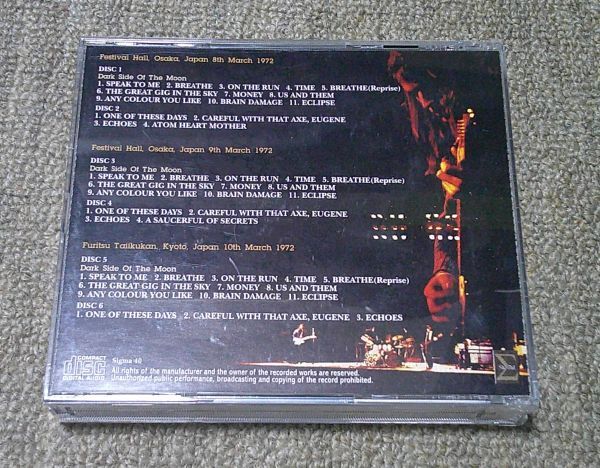 Festival Hall, Osaka, Japan 8th March 1972
DISC 1
Dark Side Of The Moon
1. SPEAK TO ME 2. BREATHE 3. ON THE RUN 4. TIME 5. BREATHE(Reprise)
6. THE GREAT GIG IN THE SKY 7. MONEY 8. US AND THEM
9. ANY COLOUR YOU LIKE 10. BRAIN DAMAGE 11. ECLIPSE
DISC 2
1. ONE OF THESE DAYS 2. CAREFUL WITH THAT AXE, EUGENE
3. ECHOES 4. ATOM HEART MOTHER
Festival Hall, Osaka, Japan 9th March 1972
DISC 3
Dark Side Of The Moon
1. SPEAK TO ME 2. BREATHE 3. ON THE RUN 4. TIME 5. BREATHE(Reprise)
6. THE GREAT GIG IN THE SKY 7. MONEY 8. US AND THEM
9. ANY COLOUR YOU LIKE 10. BRAIN DAMAGE 11. ECLIPSE
DISC 4
1. ONE OF THESE DAYS 2. CAREFUL WITH THAT AXE, EUGENE
3. ECHOES 4. A SAUCERFUL OF SECRETS
Furitsu Taiikukan, Kyoto, Japan 10th March 1972
DISC 5
Dark Side Of The Moon
1. SPEAK TO ME 2. BREATHE 3. ON THE RUN 4. TIME 5. BREATHE(Reprise)
6. THE GREAT GIG IN THE SKY 7. MONEY 8. US AND THEM
9. ANY COLOUR YOU LIKE 10. BRAIN DAMAGE 11. ECLIPSE
DISC 6
1. ONE OF THESE DAYS 2. CAREFUL WITH THAT AXE, EUGENE 3. ECHOES
COMPACT
disc
DIGITAL AUDIO
Sigma 40
All rights of the manufacturer and the owner of the recorded works are reserved.
Unauthorized public performance, broadcasting and copying of the record prohibited.